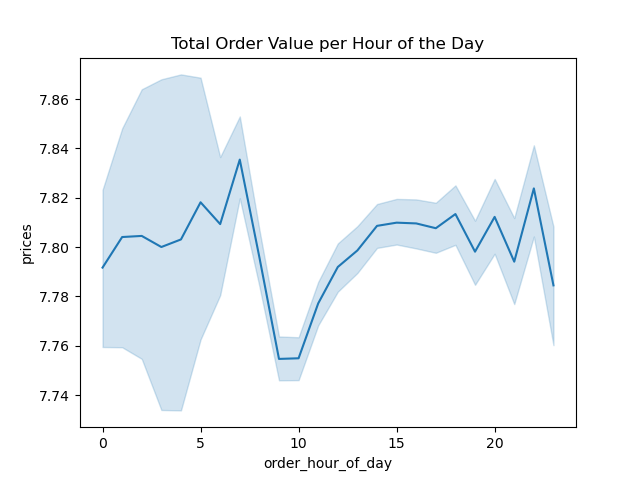 Total Order Value per Hour of the Day
prices
7.86
7.84
7.82
7.80
7.78
7.76
7.74
0 5 10 15 20
order_hour_of_day